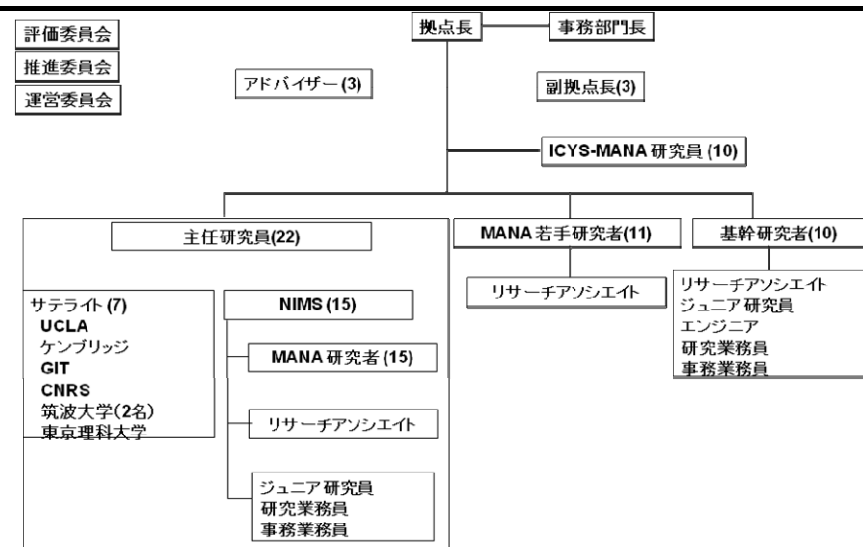 評価委員会
推進委員会
運営委員会
拠点長
事務部門長
アドバイザー(3)
副拠点長(3)
ICYS-MANA 研究員 (10)
主任研究員(22)
MANA 若手研究者(11)
基幹研究者(10)
サテライト (7)
UCLA
ケンブリッジ
GIT
CNRS
筑波大学(2名)
東京理科大学
NIMS (15)
MANA 研究者 (15)
リサーチアソシエイト
ジュニア研究員
研究業務員
事務業務員
リサーチアソシエイト
リサーチアソシエイト
ジュニア研究員
エンジニア
研究業務員
事務業務員